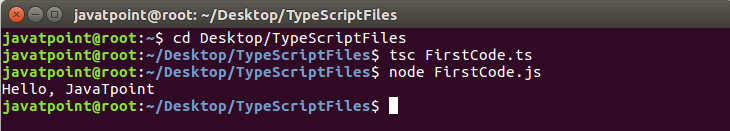 javatpoint@root: ~/Desktop/TypeScriptFiles
javatpoint@root:~$ cd Desktop/TypeScriptFiles
javatpoint@root:~/Desktop/TypeScriptFiles$ tsc FirstCode.ts
javatpoint@root:~/Desktop/TypeScriptFiles$ node FirstCode.js
Hello, JavaTpoint
javatpoint@root:~/Desktop/TypeScriptFiles$